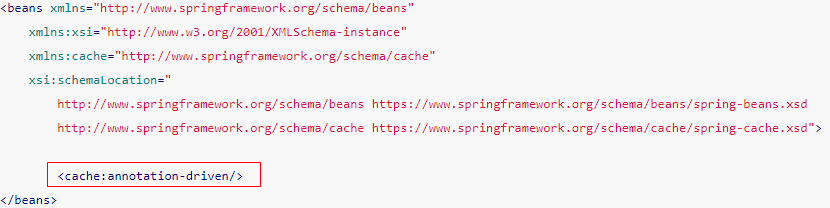 <beans xmlns="http://www.springframework.org/schema/beans"
xmlns:xsi="http://www.w3.org/2001/XMLSchema-instance"
xmlns:cache="http://www.springframework.org/schema/cache"
xsi:schemaLocation="
http://www.springframework.org/schema/beans https://www.springframework.org/schema/beans/spring-beans.xsd
http://www.springframework.org/schema/cache https://www.springframework.org/schema/cache/spring-cache.xsd">
<cache:annotation-driven/>
</beans>